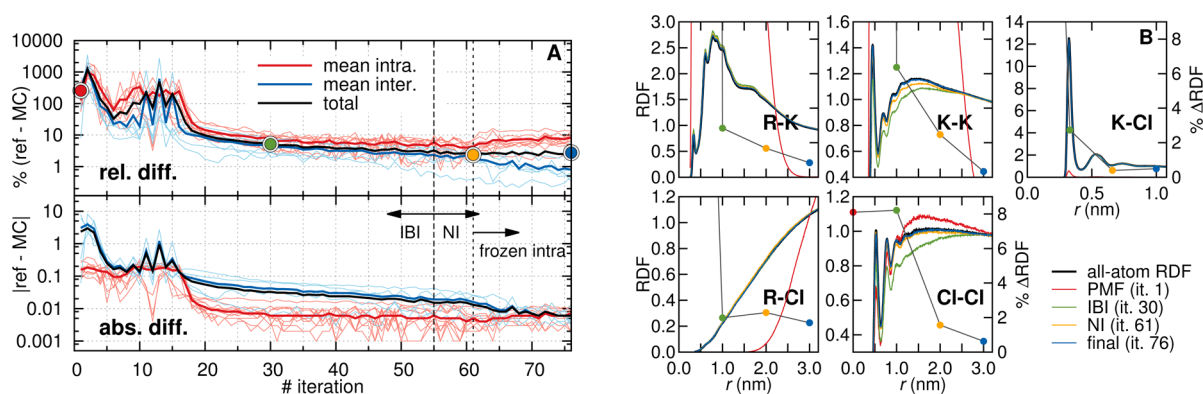 10000
1000
100
10
1
% (ref - MC)
A
mean intra.
mean inter.
total
rel. diff.
10
1
0.1
0.01
0.001
|ref - MC|
IBI
NI
frozen intra
abs. diff.
0 10 20 30 40 50 60 70
# iteration
3.0
2.5
2.0
1.5
1.0
0.5
0.0
RDF
R-K
1.6
1.4
1.2
1.0
0.8
0.6
0.4
K-K
14
12
10
8
6
4
2
0
B
K-Cl
8
6
4
2
0
% ΔRDF
0.0 0.5 1.0
r (nm)
1.2
1.0
0.8
0.6
0.4
0.2
0.0
RDF
R-Cl
0.0 1.0 2.0 3.0
r (nm)
1.2
1.0
0.8
0.6
0.4
Cl-Cl
8
6
4
2
0
% ΔRDF
0.0 1.0 2.0 3.0
r (nm)
all-atom RDF
PMF (it. 1)
IBI (it. 30)
NI (it. 61)
final (it. 76)